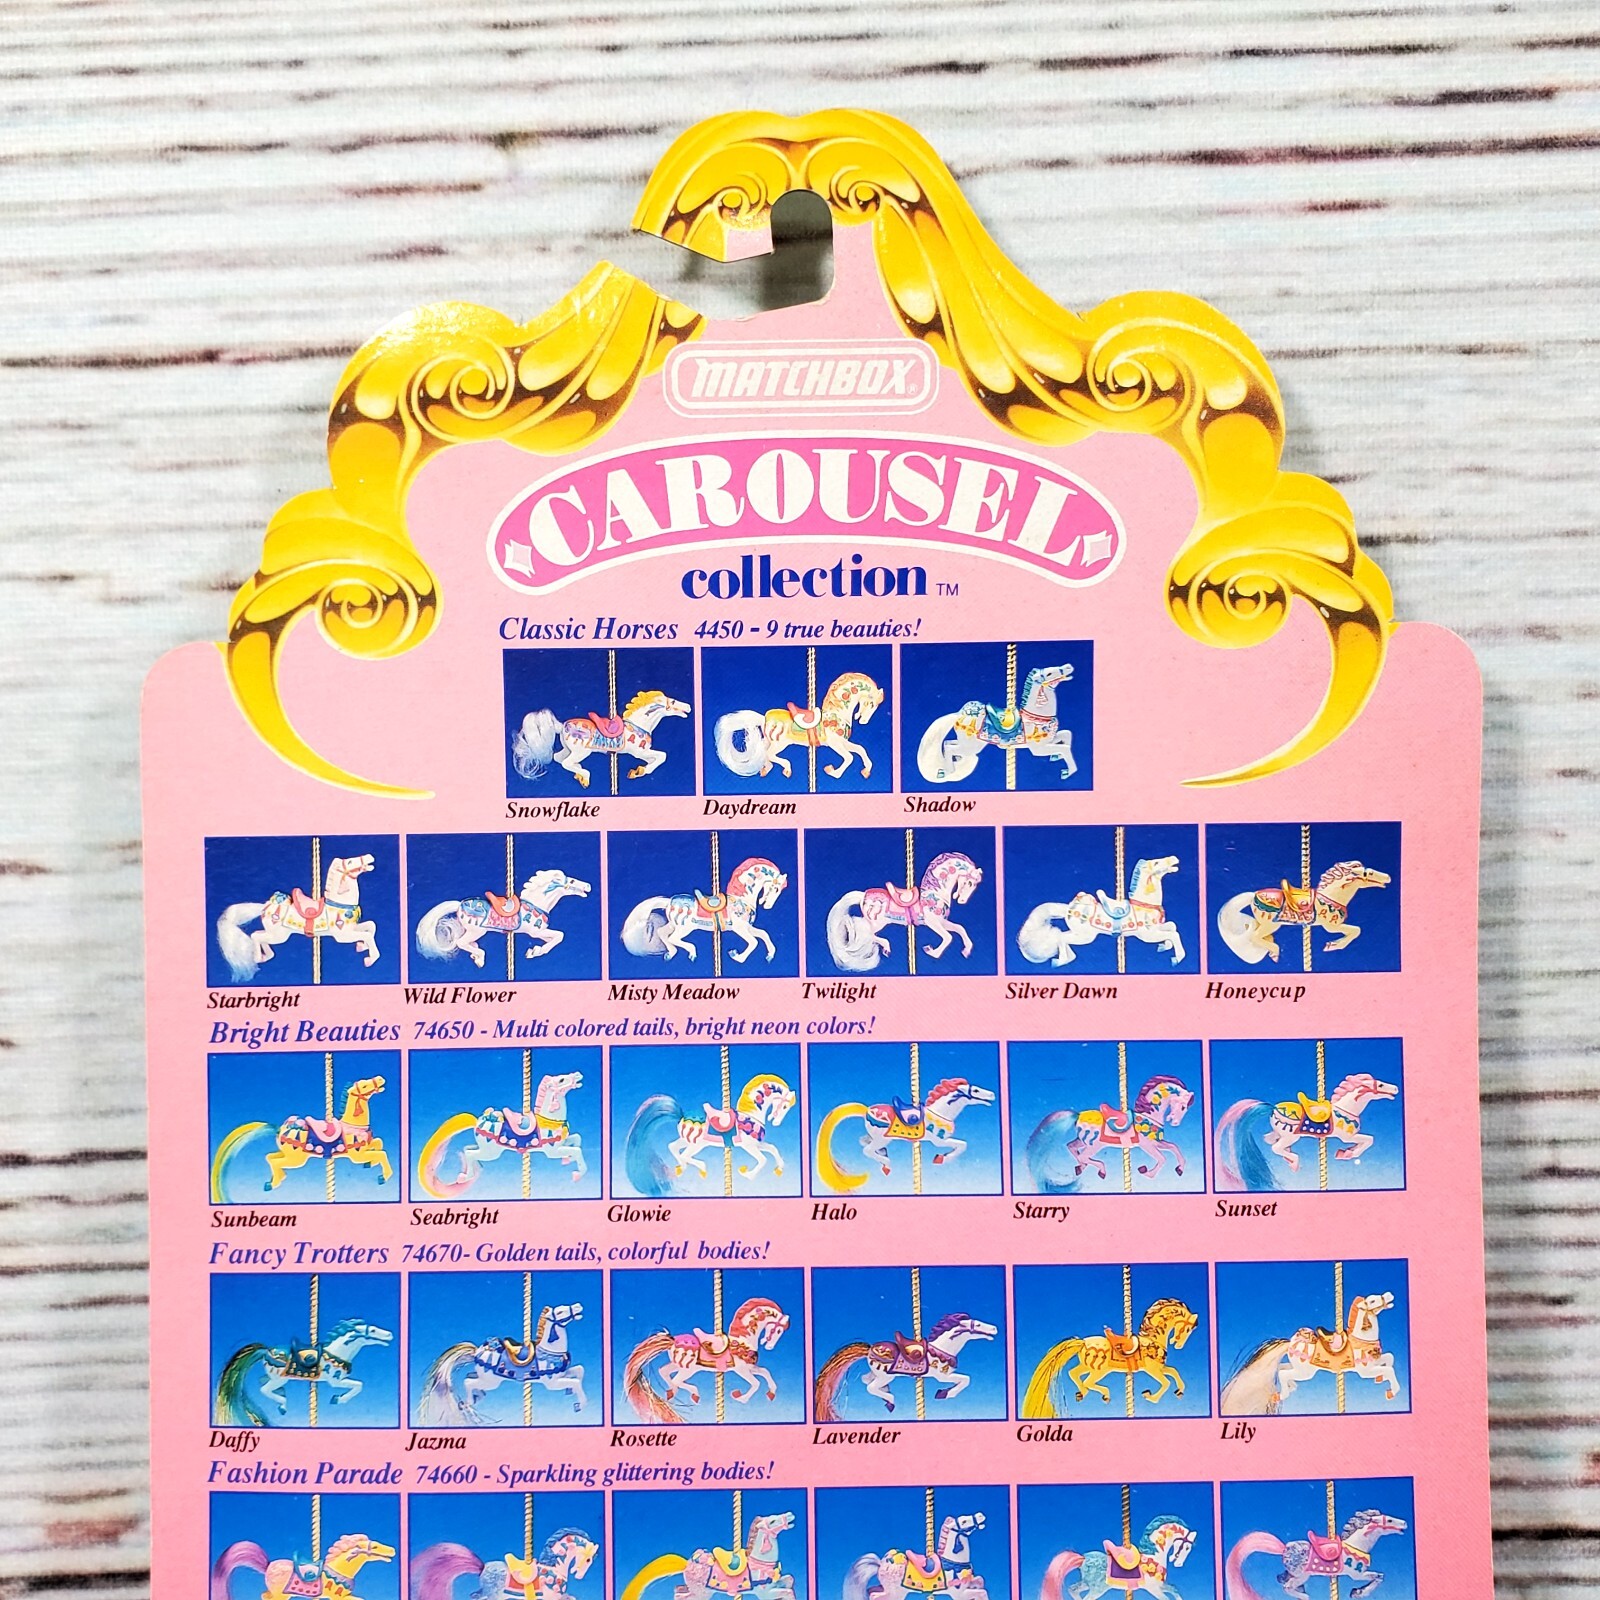 MATCHBOX®
CAROUSEL
collection™
Classic Horses 4450 - 9 true beauties!
Snowflake Daydream Shadow
Starbright Wild Flower Misty Meadow Twilight Silver Dawn Honeycup
Bright Beauties 74650 - Multi colored tails, bright neon colors!
Sunbeam Seabright Glowie Halo Starry Sunset
Fancy Trotters 74670- Golden tails, colorful bodies!
Daffy Jazma Rosette Lavender Golda Lily
Fashion Parade 74660 - Sparkling glittering bodies!